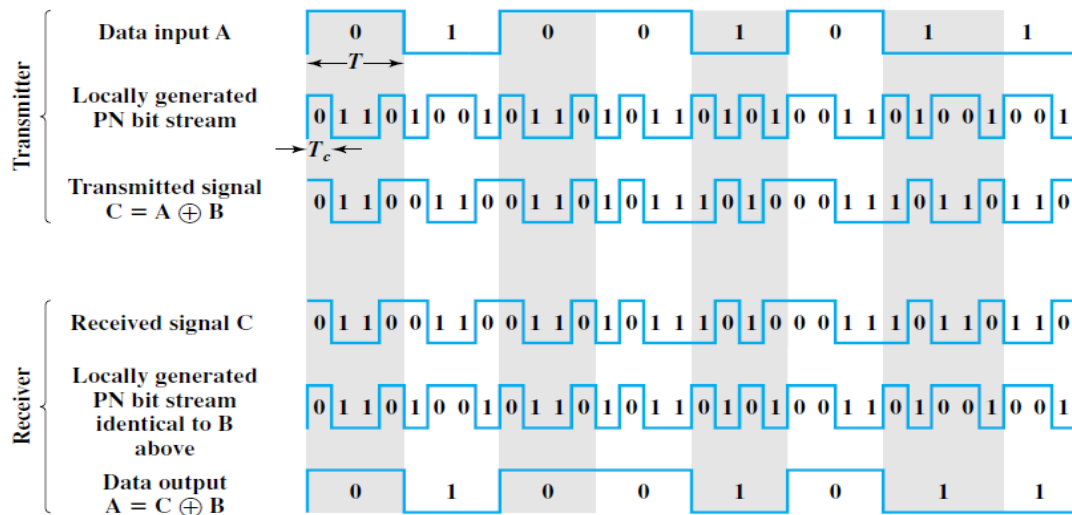 Transmitter
Data input A
0 1 0 0 1 0 1 1
T
Locally generated
PN bit stream
0 1 1 0 1 0 0 1 0 1 1 0 1 0 1 1 0 1 0 1 0 0 1 1 0 1 0 0 1 0 0 1
Tc
Transmitted signal
C = A ⊕ B
0 1 1 0 0 1 1 0 0 1 1 0 1 0 1 1 1 0 1 0 0 0 1 1 1 0 1 1 0 1 1 0
Receiver
Received signal C
0 1 1 0 0 1 1 0 0 1 1 0 1 0 1 1 1 0 1 0 0 0 1 1 1 0 1 1 0 1 1 0
Locally generated
PN bit stream
identical to B
above
0 1 1 0 1 0 0 1 0 1 1 0 1 0 1 1 0 1 0 1 0 0 1 1 0 1 0 0 1 0 0 1
Data output
A = C ⊕ B
0 1 0 0 1 0 1 1